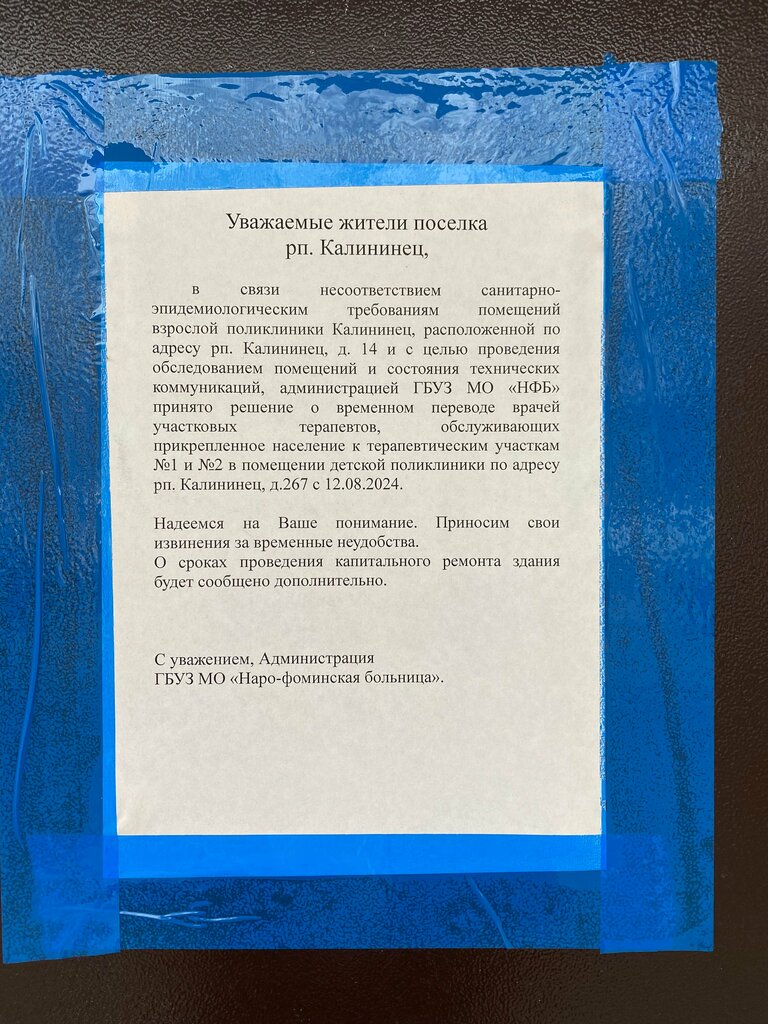 Уважаемые жители поселка
рп. Калининец,
в связи несоответствием санитарно-
эпидемиологическим требованиям помещений
взрослой поликлиники Калининец, расположенной по
адресу рп. Калининец, д. 14 и с целью проведения
обследованием помещений и состояния технических
коммуникаций, администрацией ГБУЗ МО «НФБ»
принято решение о временном переводе врачей
участковых терапевтов, обслуживающих
прикрепленное население к терапевтическим участкам
№1 и №2 в помещении детской поликлиники по адресу
рп. Калининец, д.267 с 12.08.2024.
Надеемся на Ваше понимание. Приносим свои
извинения за временные неудобства.
О сроках проведения капитального ремонта здания
будет сообщено дополнительно.
С уважением, Администрация
ГБУЗ МО «Наро-фоминская больница».